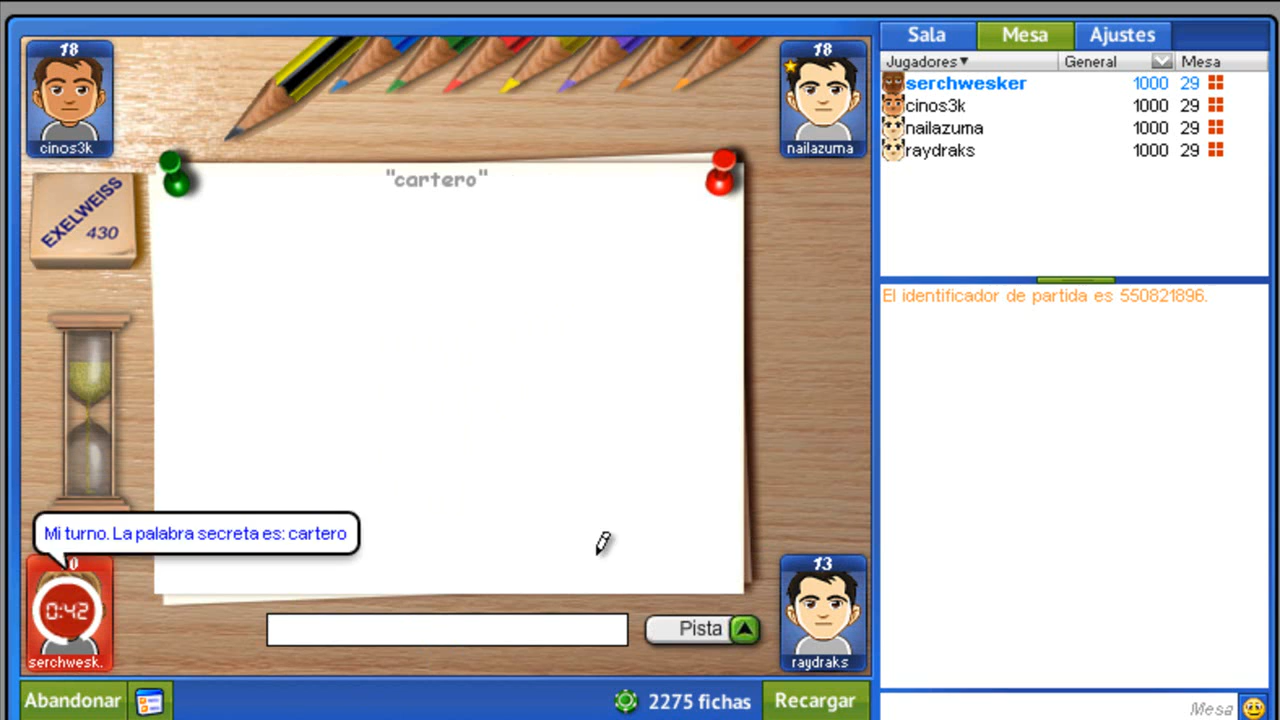 18
cinos3k
18
nailazuma
EXELWEISS
430
"cartero"
Mi turno. La palabra secreta es: cartero
0:42
serchwesk.
Pista
13
raydraks
Abandonar
2275 fichas
Recargar
Sala
Mesa
Ajustes
Jugadores General Mesa
serchwesker 1000 29
cinos3k 1000 29
nailazuma 1000 29
raydraks 1000 29
El identificador de partida es 550821896.
Mesa